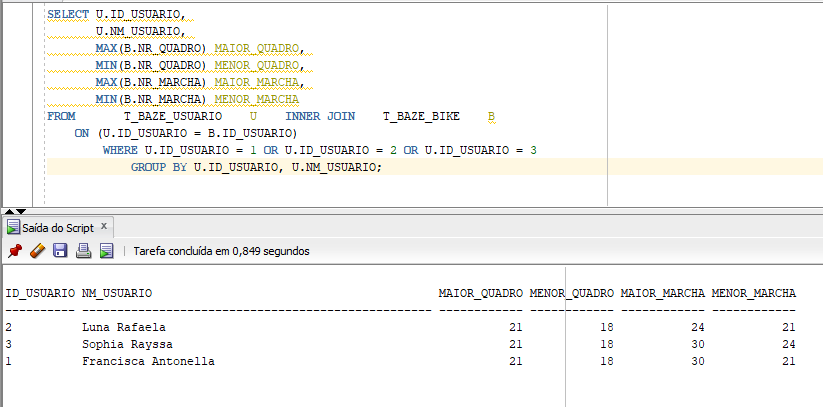 SELECT U.ID_USUARIO,
U.NM_USUARIO,
MAX(B.NR_QUADRO) MAIOR_QUADRO,
MIN(B.NR_QUADRO) MENOR_QUADRO,
MAX(B.NR_MARCHA) MAIOR_MARCHA,
MIN(B.NR_MARCHA) MENOR_MARCHA
FROM T_BAZE_USUARIO U INNER JOIN T_BAZE_BIKE B
ON (U.ID_USUARIO = B.ID_USUARIO)
WHERE U.ID_USUARIO = 1 OR U.ID_USUARIO = 2 OR U.ID_USUARIO = 3
GROUP BY U.ID_USUARIO, U.NM_USUARIO;
Saída do Script x
Tarefa concluída em 0,849 segundos
ID_USUARIO NM_USUARIO MAIOR_QUADRO MENOR_QUADRO MAIOR_MARCHA MENOR_MARCHA
----------- -------------------------------------------------- ------------ ------------ ------------ ------------
2 Luna Rafaela 21 18 24 21
3 Sophia Rayssa 21 18 30 24
1 Francisca Antonella 21 18 30 21